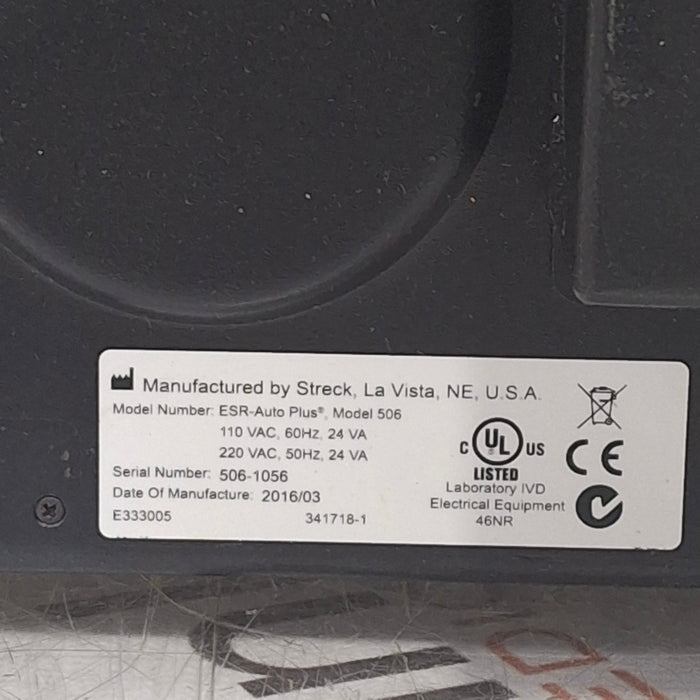 Manufactured by Streck, La Vista, NE, U.S.A.
Model Number: ESR-Auto Plus®, Model 506
110 VAC, 60Hz, 24 VA
220 VAC, 50Hz, 24 VA
Serial Number: 506-1056
Date Of Manufacture: 2016/03
E333005
341718-1
C UL US
®
LISTED
Laboratory IVD
Electrical Equipment
46NR
CE